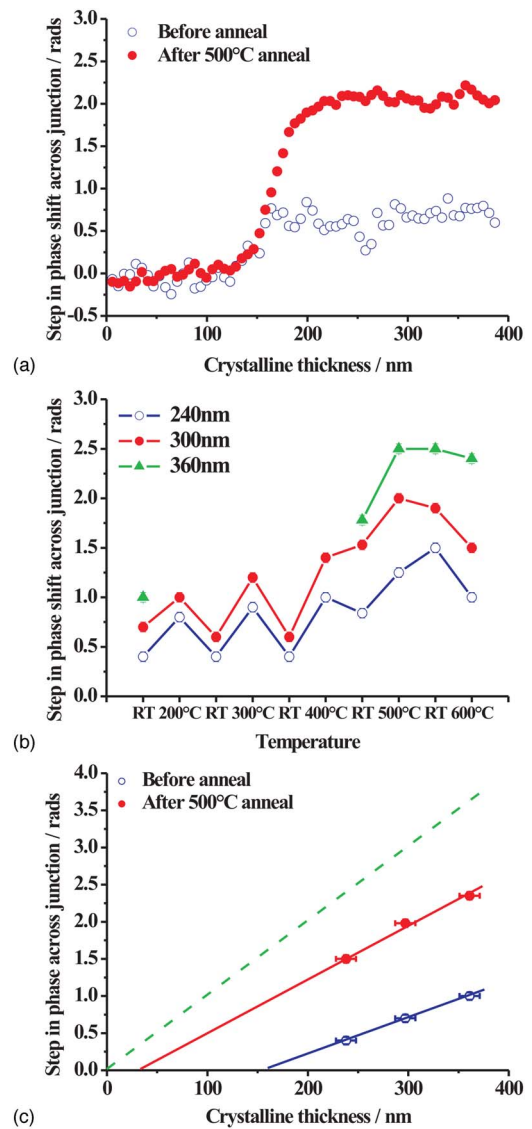 Before anneal
After 500°C anneal
Step in phase shift across junction / rads
3.0
2.5
2.0
1.5
1.0
0.5
0.0
-0.5
0 100 200 300 400
Crystalline thickness / nm
(a)
240nm
300nm
360nm
Step in phase shift across junction / rads
3.0
2.5
2.0
1.5
1.0
0.5
0.0
RT 200°C RT 300°C RT 400°C RT 500°C RT 600°C
Temperature
(b)
Before anneal
After 500°C anneal
Step in phase across junction / rads
4.0
3.5
3.0
2.5
2.0
1.5
1.0
0.5
0.0
0 100 200 300 400
Crystalline thickness / nm
(c)